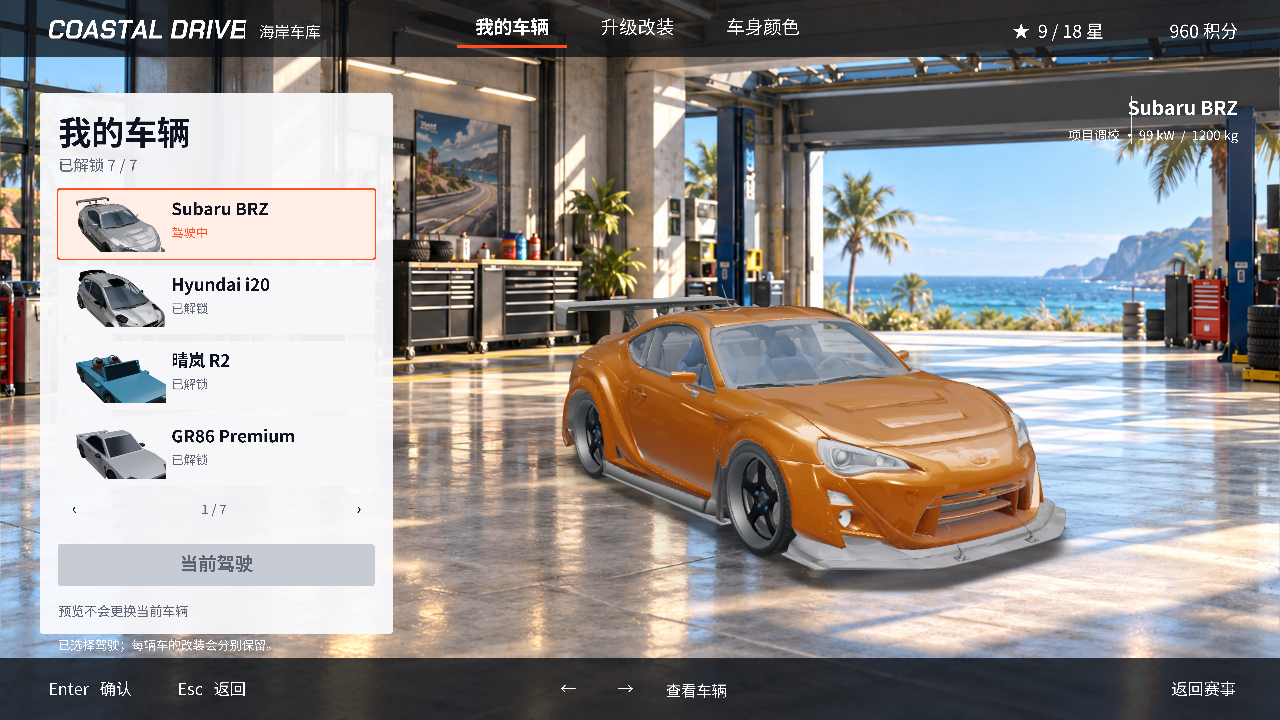 COASTAL DRIVE 海岸车库
我的车辆 升级改装 车身颜色
★ 9 / 18 星 960 积分
Subaru BRZ
项目调校 · 99 kW / 1200 kg
我的车辆
已解锁 7 / 7
Subaru BRZ
驾驶中
Hyundai i20
已解锁
晴岚 R2
已解锁
GR86 Premium
已解锁
‹ 1 / 7 ›
当前驾驶
预览不会更换当前车辆
已选择驾驶；每辆车的改装会分别保留。
Enter 确认 Esc 返回 ← → 查看车辆 返回赛事